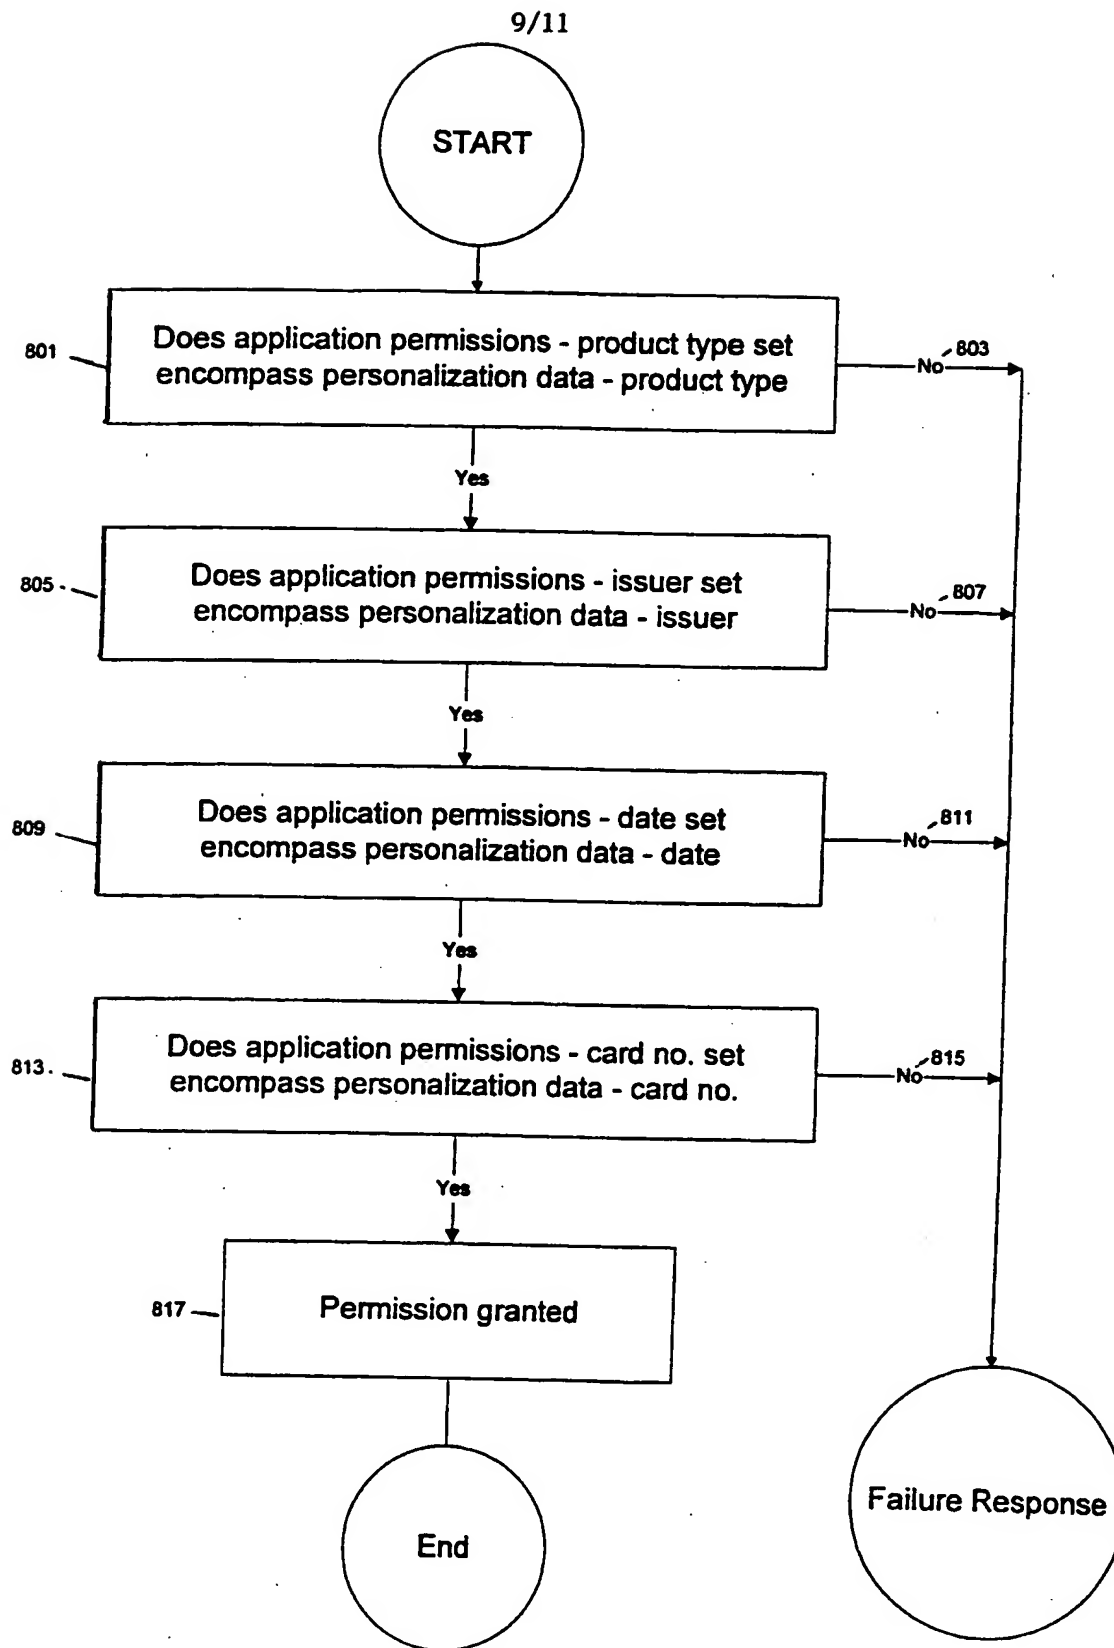 9/11
START
801
Does application permissions - product type set
encompass personalization data - product type
No
803
Yes
805
Does application permissions - issuer set
encompass personalization data - issuer
No
807
Yes
809
Does application permissions - date set
encompass personalization data - date
No
811
Yes
813
Does application permissions - card no. set
encompass personalization data - card no.
No
815
Yes
817
Permission granted
Failure Response
End